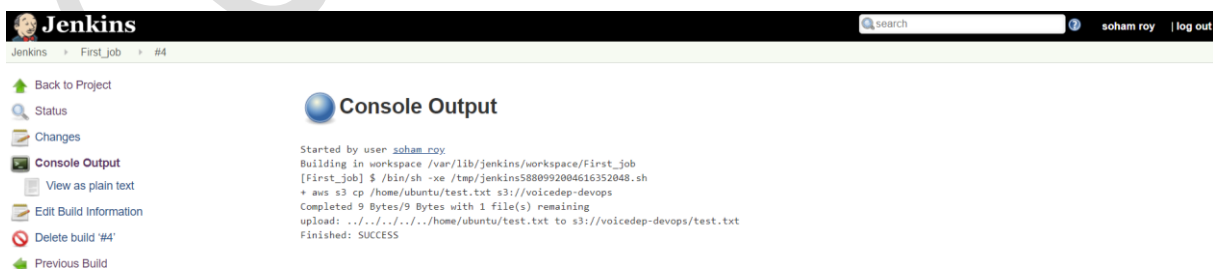 Jenkins
search
soham roy | log out
Jenkins
First_job
#4
Back to Project
Status
Changes
Console Output
View as plain text
Edit Build Information
Delete build '#4'
Previous Build
Console Output
Started by user soham roy
Building in workspace /var/lib/jenkins/workspace/First_job
[First_job] $ /bin/sh -xe /tmp/jenkins5880992004616352048.sh
+ aws s3 cp /home/ubuntu/test.txt s3://voicedep-devops
Completed 9 Bytes/9 Bytes with 1 file(s) remaining
upload: ../../../../../home/ubuntu/test.txt to s3://voicedep-devops/test.txt
Finished: SUCCESS